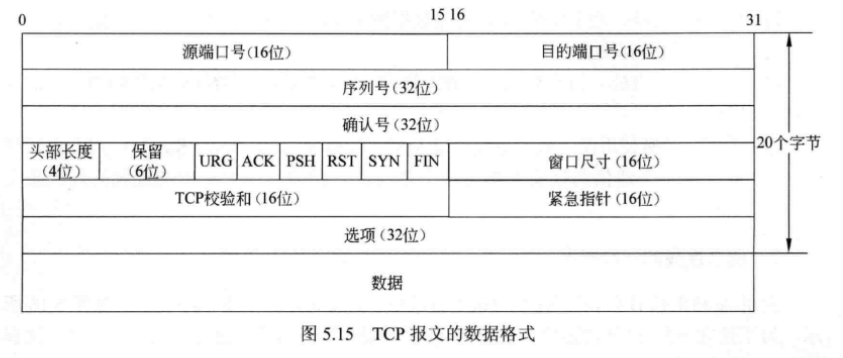 0 15 16 31
源端口号(16位) 目的端口号(16位)
序列号(32位)
确认号(32位)
20个字节
头部长度 (4位) 保留 (6位) URG ACK PSH RST SYN FIN 窗口尺寸(16位)
TCP校验和(16位) 紧急指针(16位)
选项(32位)
数据
图 5.15 TCP 报文的数据格式